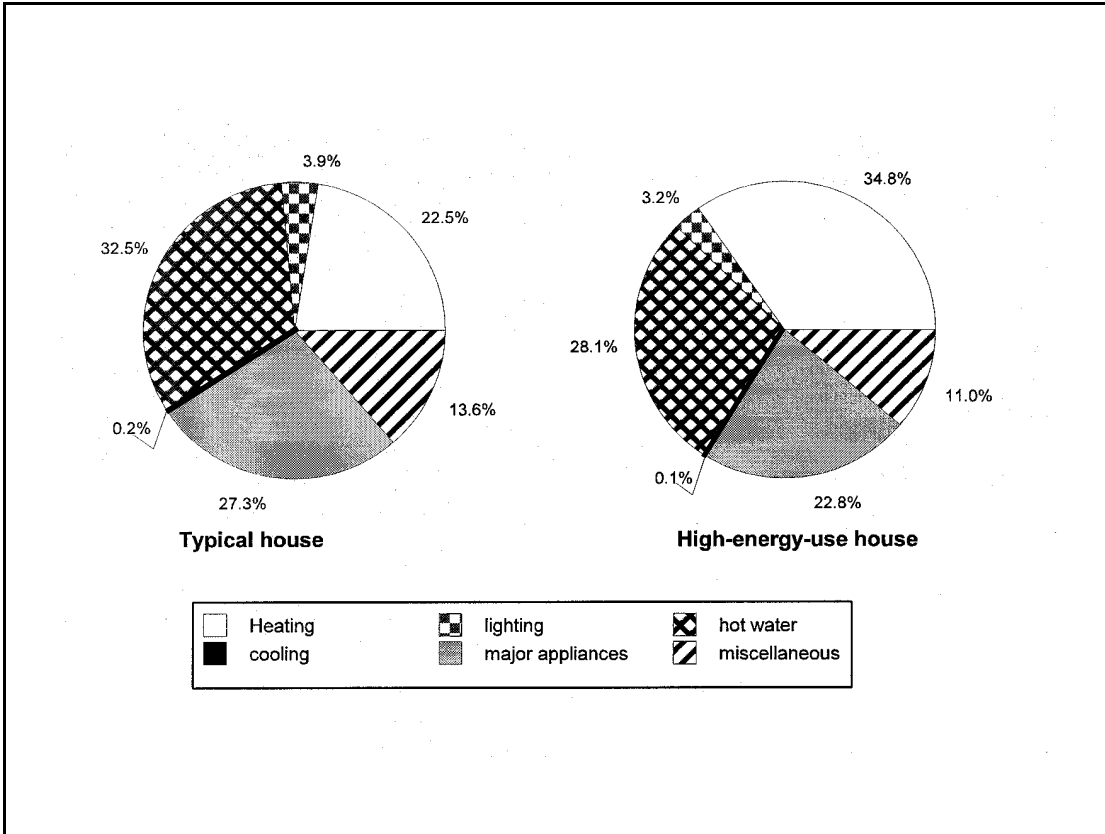 3.9%
22.5%
32.5%
0.2%
13.6%
27.3%
Typical house
34.8%
3.2%
28.1%
0.1%
11.0%
22.8%
High-energy-use house
Heating
lighting
hot water
cooling
major appliances
miscellaneous